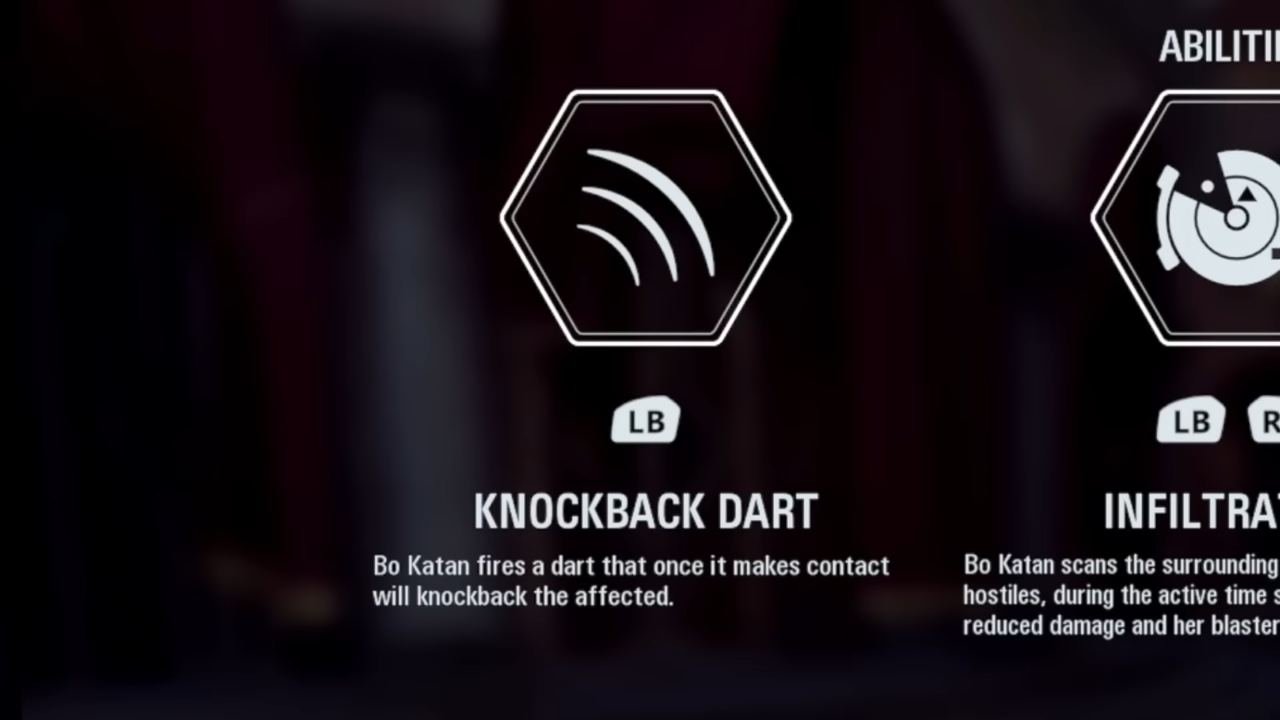 ABILITI
LB
LB R
KNOCKBACK DART
Bo Katan fires a dart that once it makes contact
will knockback the affected.
INFILTRA
Bo Katan scans the surrounding
hostiles, during the active time s
reduced damage and her blaster